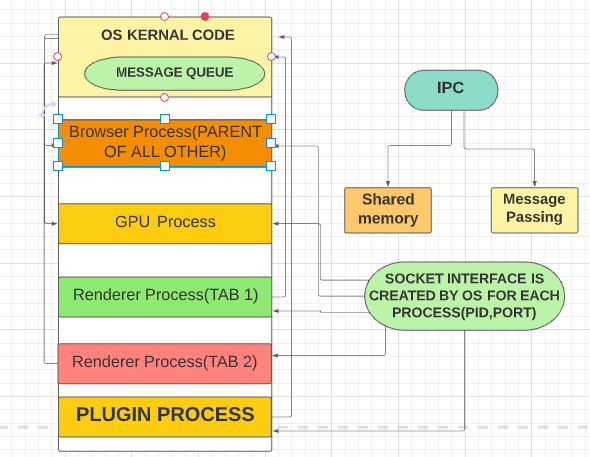 OS KERNAL CODE
MESSAGE QUEUE
Browser Process(PARENT
OF ALL OTHER)
GPU Process
Renderer Process(TAB 1)
Renderer Process(TAB 2)
PLUGIN PROCESS
IPC
Shared
memory
Message
Passing
SOCKET INTERFACE IS
CREATED BY OS FOR EACH
PROCESS(PID,PORT)